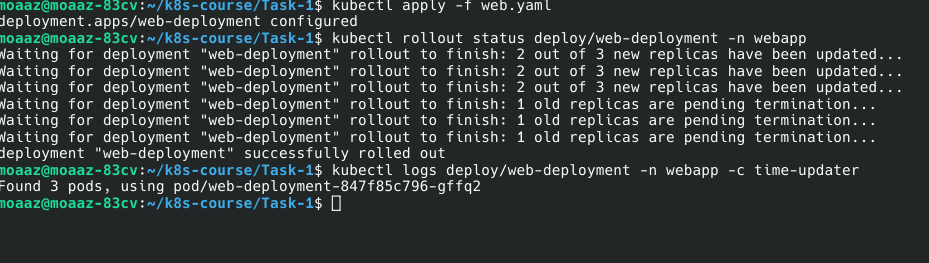 moaaz@moaaz-83cv:~/k8s-course/Task-1$ kubectl apply -f web.yaml
deployment.apps/web-deployment configured
moaaz@moaaz-83cv:~/k8s-course/Task-1$ kubectl rollout status deploy/web-deployment -n webapp
Waiting for deployment "web-deployment" rollout to finish: 2 out of 3 new replicas have been updated...
Waiting for deployment "web-deployment" rollout to finish: 2 out of 3 new replicas have been updated...
Waiting for deployment "web-deployment" rollout to finish: 2 out of 3 new replicas have been updated...
Waiting for deployment "web-deployment" rollout to finish: 1 old replicas are pending termination...
Waiting for deployment "web-deployment" rollout to finish: 1 old replicas are pending termination...
Waiting for deployment "web-deployment" rollout to finish: 1 old replicas are pending termination...
deployment "web-deployment" successfully rolled out
moaaz@moaaz-83cv:~/k8s-course/Task-1$ kubectl logs deploy/web-deployment -n webapp -c time-updater
Found 3 pods, using pod/web-deployment-847f85c796-gffq2
moaaz@moaaz-83cv:~/k8s-course/Task-1$